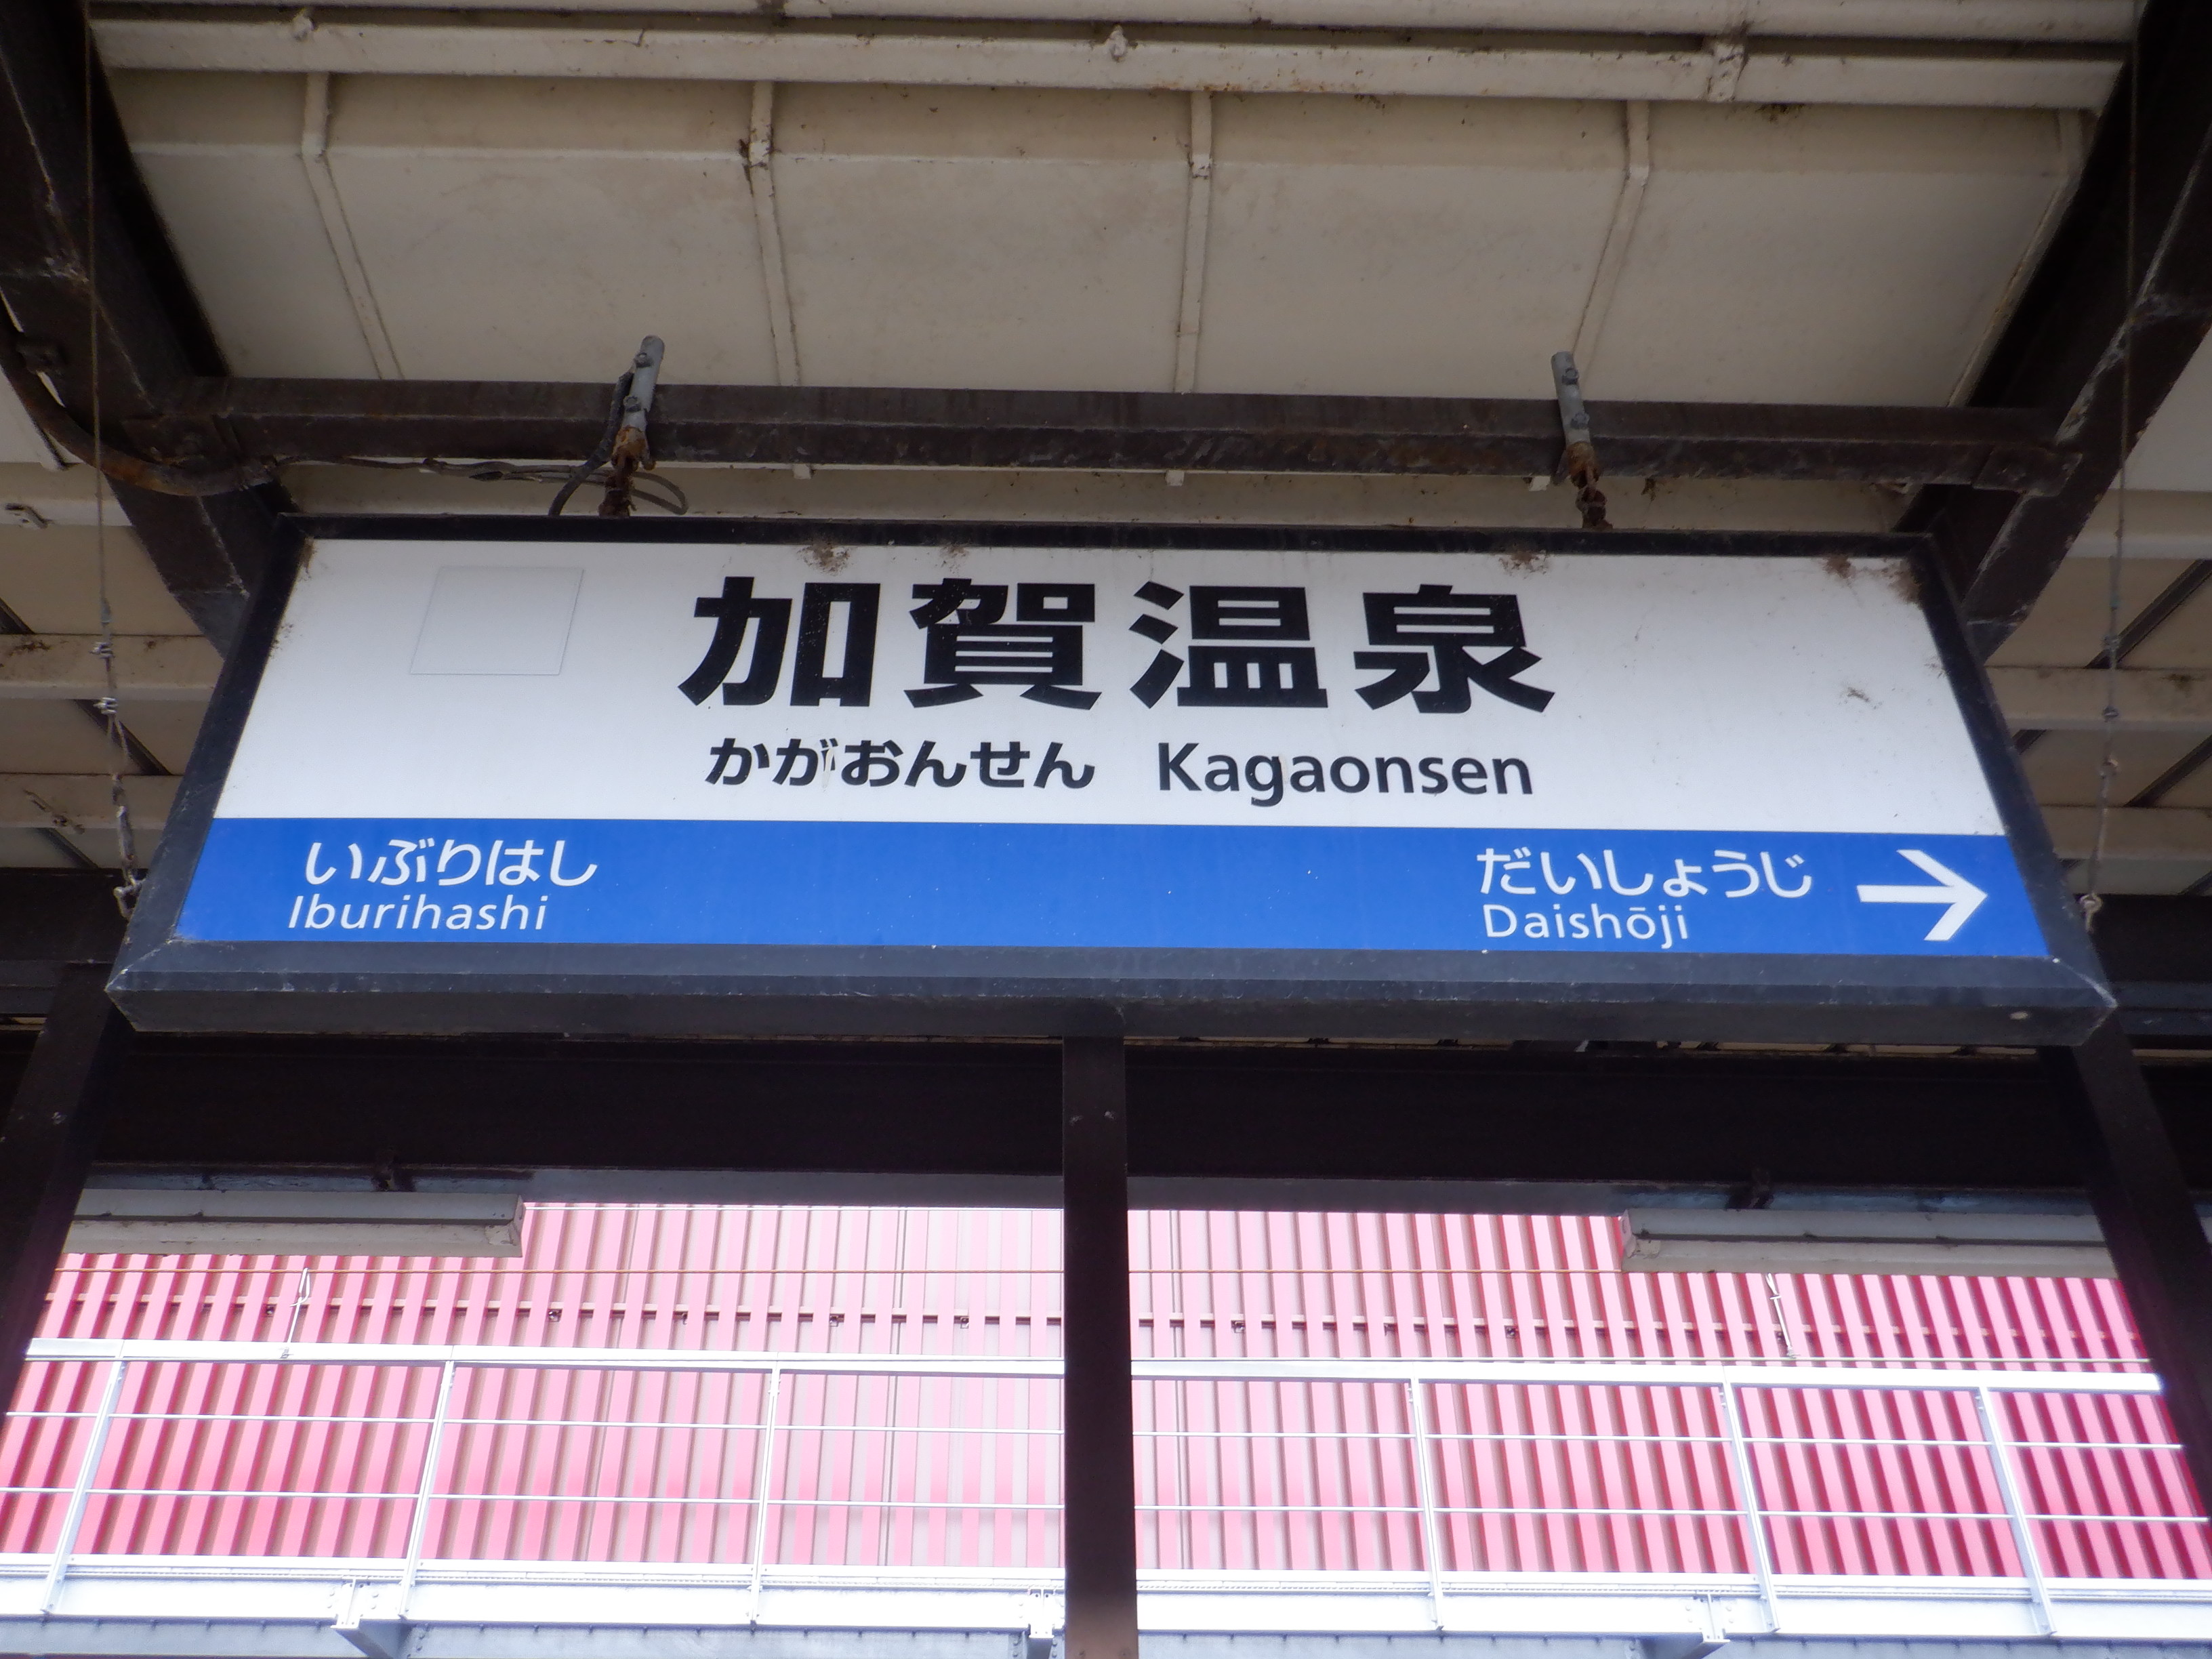 加賀温泉
かがおんせん Kagaonsen
いぶりはし
Iburihashi
だいしょうじ →
Daishōji